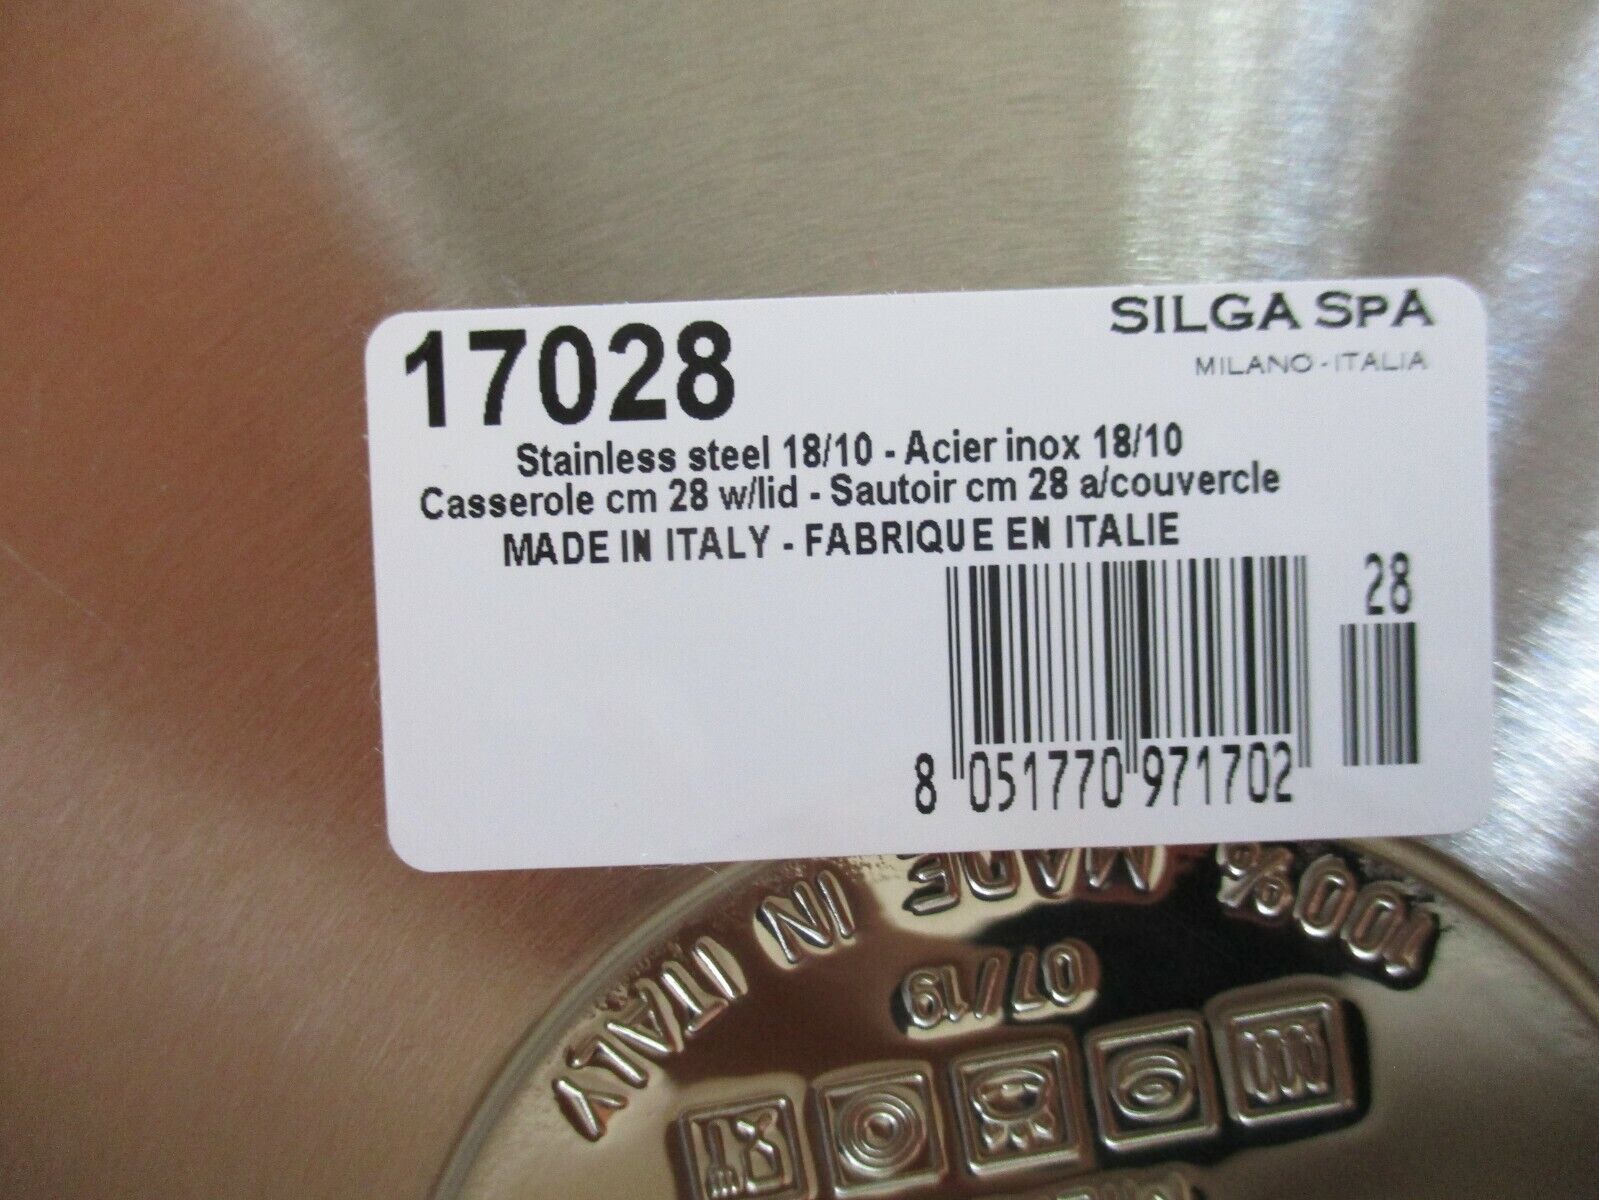 17028
SILGA SPA
MILANO - ITALIA
Stainless steel 18/10 - Acier inox 18/10
Casserole cm 28 w/lid - Sautoir cm 28 a/couvercle
MADE IN ITALY - FABRIQUE EN ITALIE
28
8 051770 971702
100% MADE IN ITALY
07/19